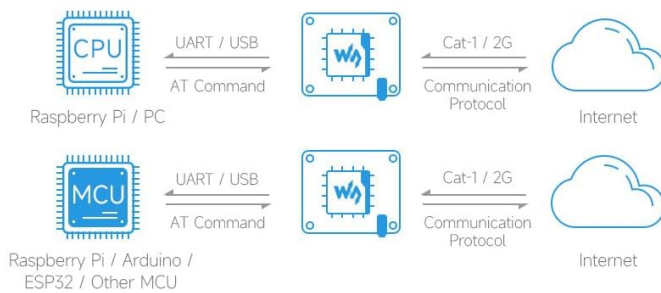 CPU
UART / USB
AT Command
Cat-1 / 2G
Communication
Protocol
Raspberry Pi / PC
Internet
MCU
UART / USB
AT Command
Cat-1 / 2G
Communication
Protocol
Raspberry Pi / Arduino /
ESP32 / Other MCU
Internet